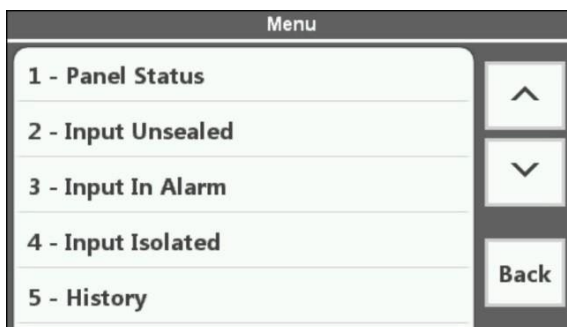 Menu
1 - Panel Status
2 - Input Unsealed
3 - Input In Alarm
4 - Input Isolated
5 - History
Back